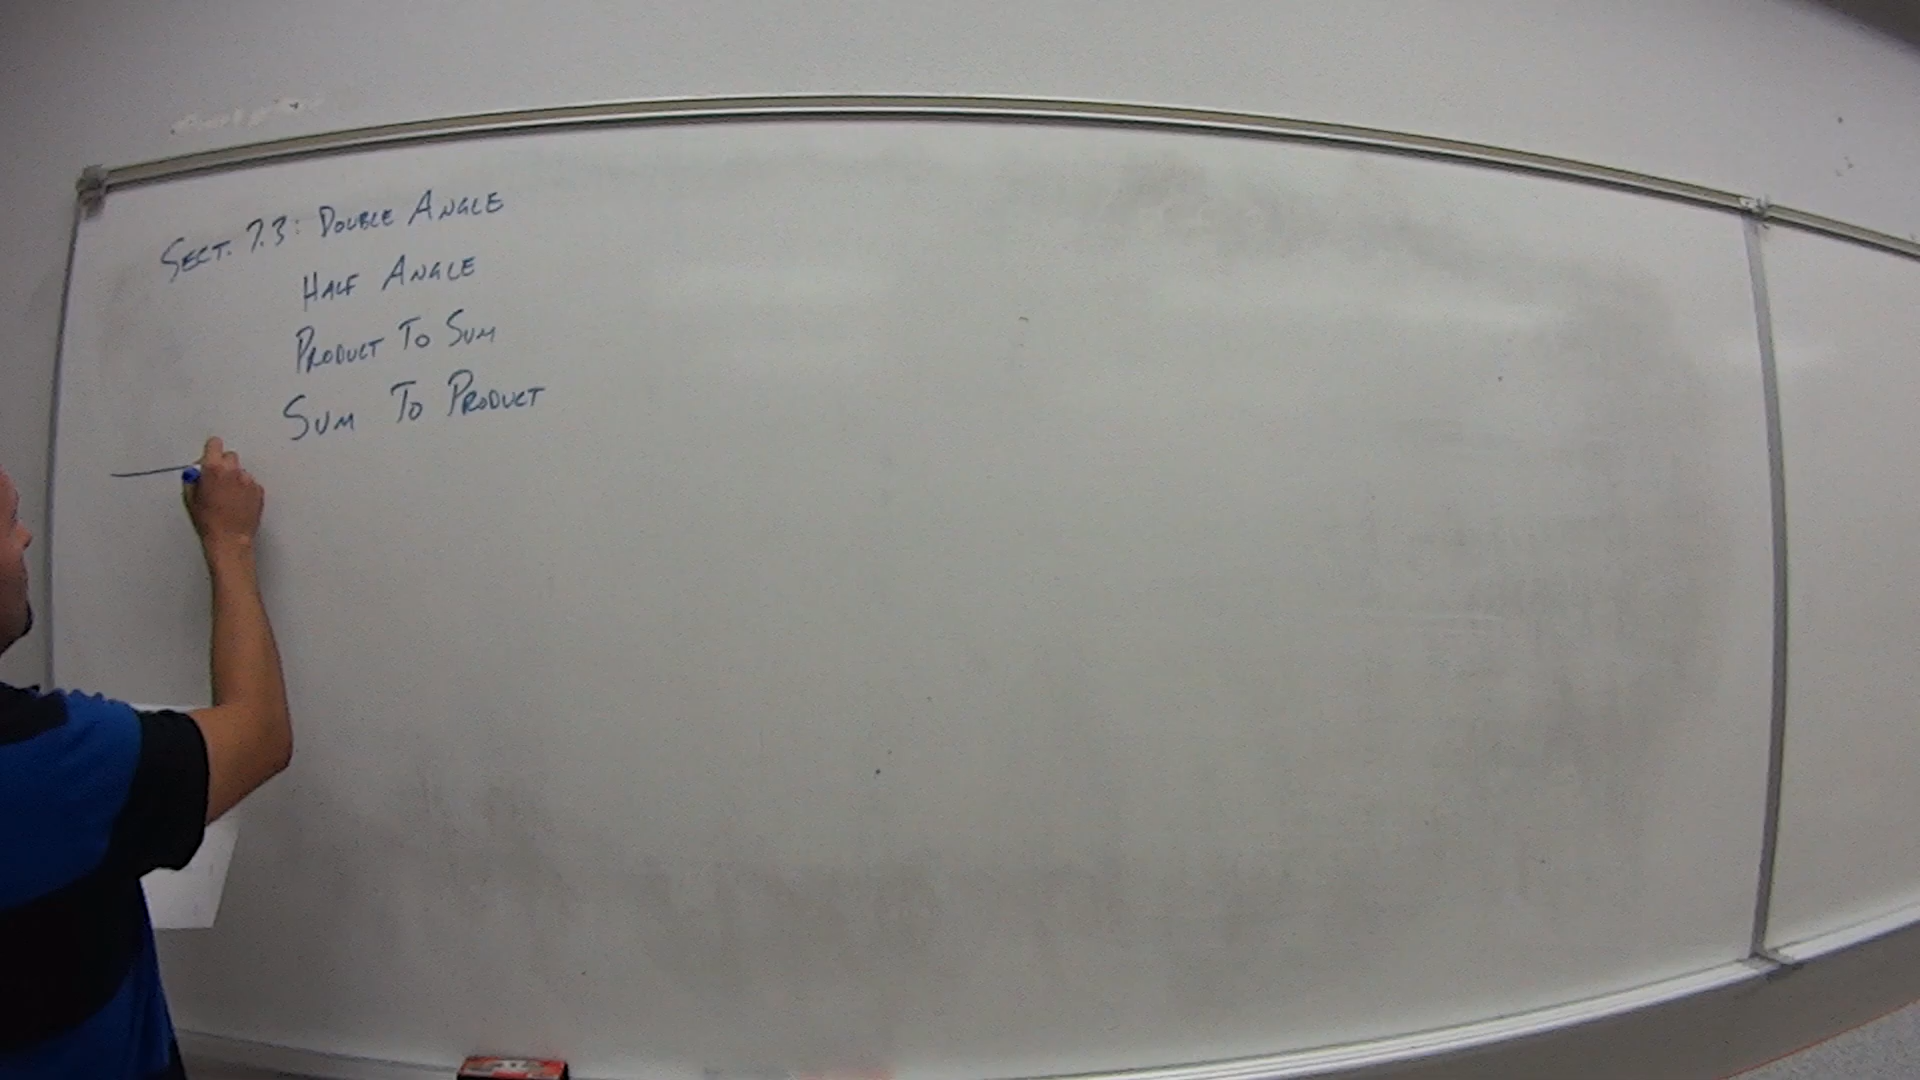 SECT. 7.3: DOUBLE ANGLE
HALF ANGLE
PRODUCT TO SUM
SUM TO PRODUCT